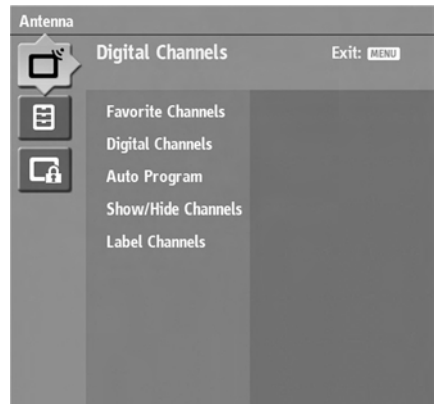 Antenna
Digital Channels Exit: MENU
Favorite Channels
Digital Channels
Auto Program
Show/Hide Channels
Label Channels